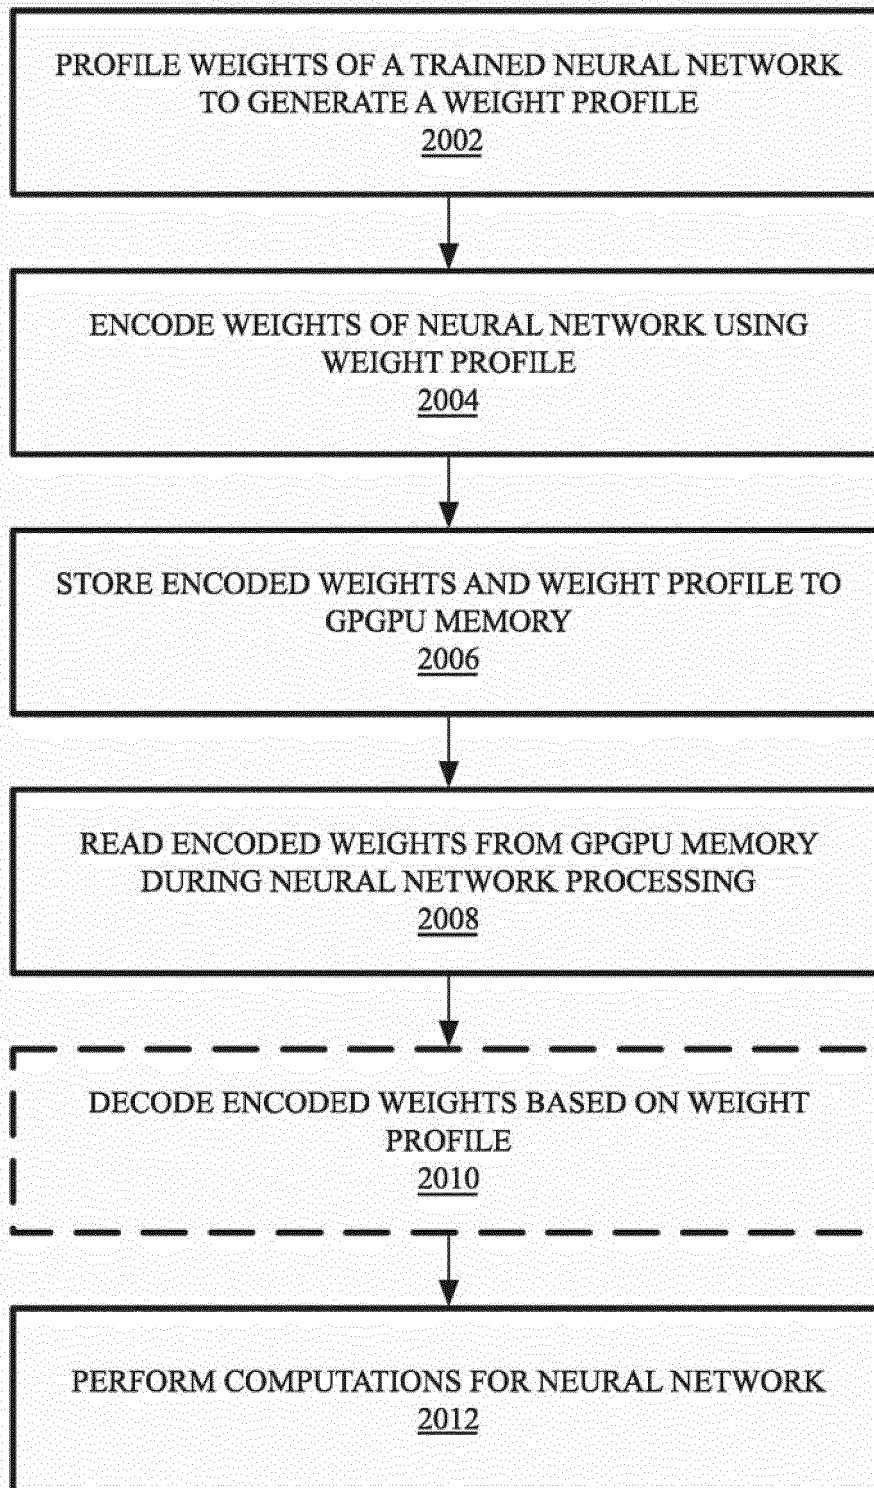 PROFILE WEIGHTS OF A TRAINED NEURAL NETWORK
TO GENERATE A WEIGHT PROFILE
2002
ENCODE WEIGHTS OF NEURAL NETWORK USING
WEIGHT PROFILE
2004
STORE ENCODED WEIGHTS AND WEIGHT PROFILE TO
GPGPU MEMORY
2006
READ ENCODED WEIGHTS FROM GPGPU MEMORY
DURING NEURAL NETWORK PROCESSING
2008
DECODE ENCODED WEIGHTS BASED ON WEIGHT
PROFILE
2010
PERFORM COMPUTATIONS FOR NEURAL NETWORK
2012